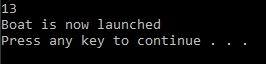 13
Boat is now launched
Press any key to continue . . .